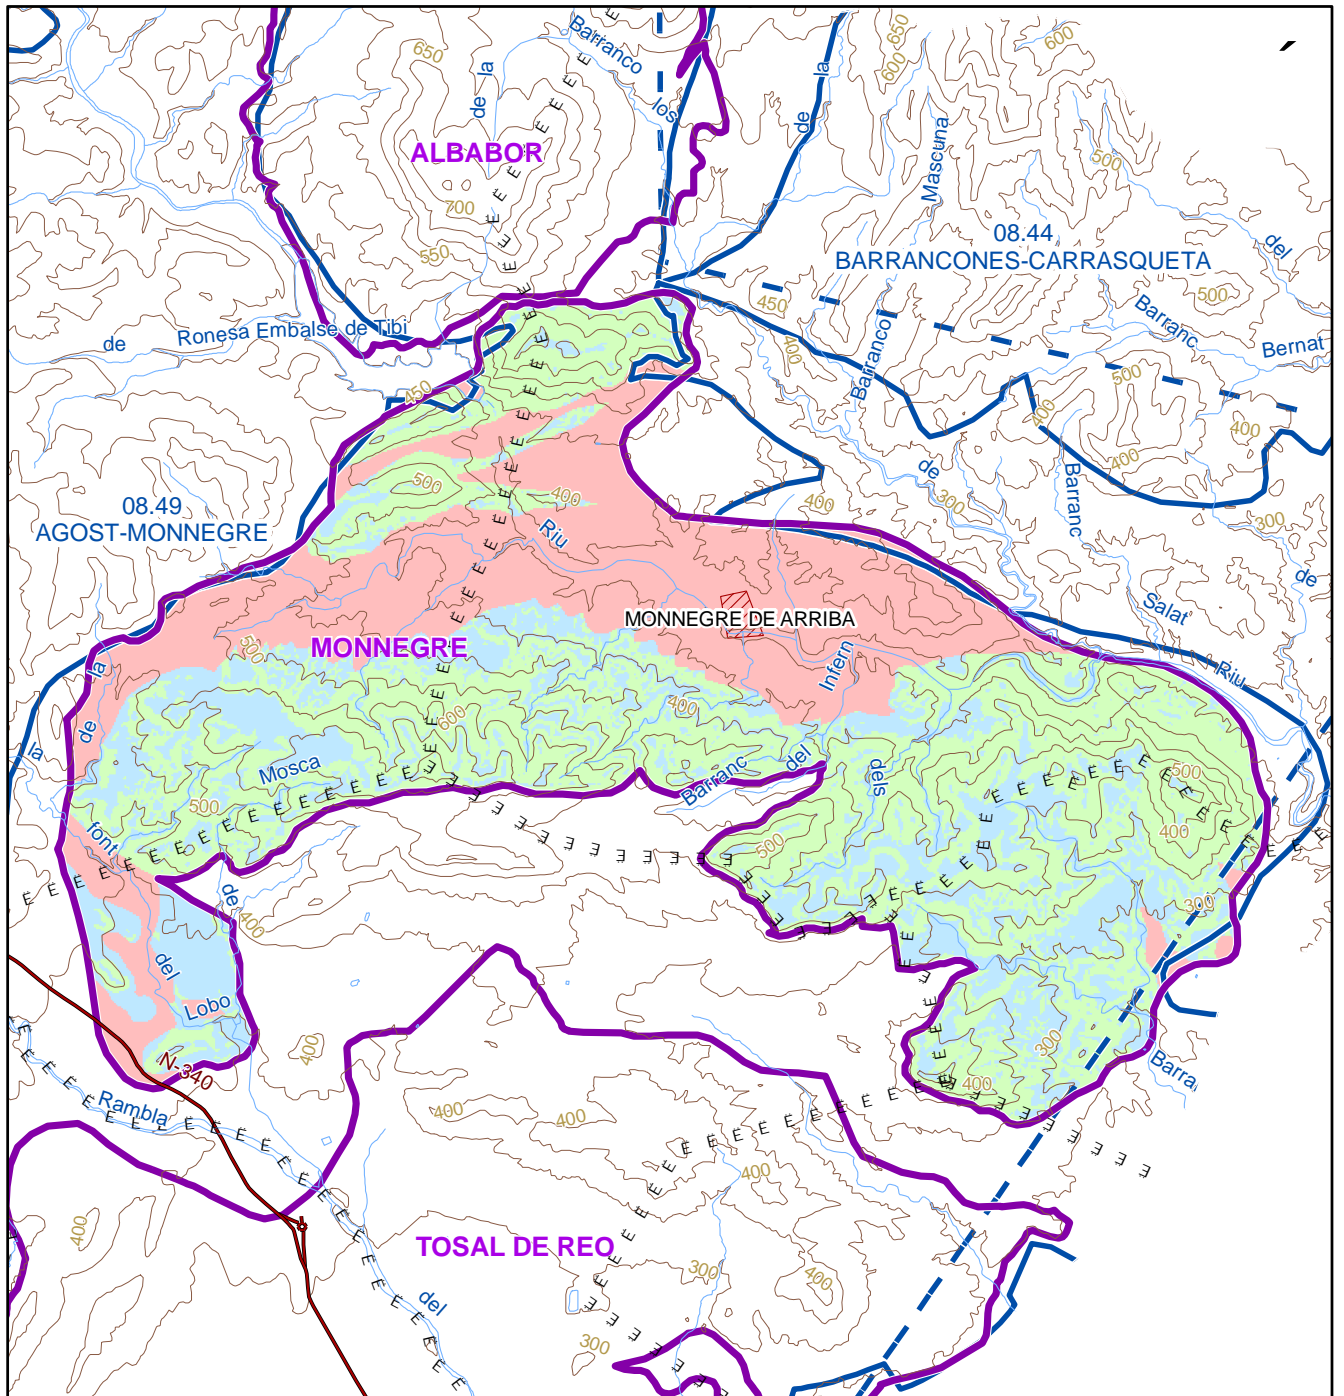 650
de la
Barranco
los
de la
650
600
600
ALBABOR
Mascuna
500
700
550
08.44
BARRANCONES-CARRASQUETA
del
450
500
Barranc
Bernat
de
Ronesa Embalse de Tibi
400
Barranco
450
500
400
400
400
500
400
400
de
300
Barranc
300
08.49
AGOST-MONNEGRE
Riu
de
Salat
MONNEGRE DE ARRIBA
500
MONNEGRE
Infern
Riu
de la
600
400
la
Mosca
Barranc
del
dels
500
500
font
500
400
de
400
300
del
Lobo
400
300
N-340
Barra
400
Rambla
400
400
400
400
TOSAL DE REO
300
400
del
300